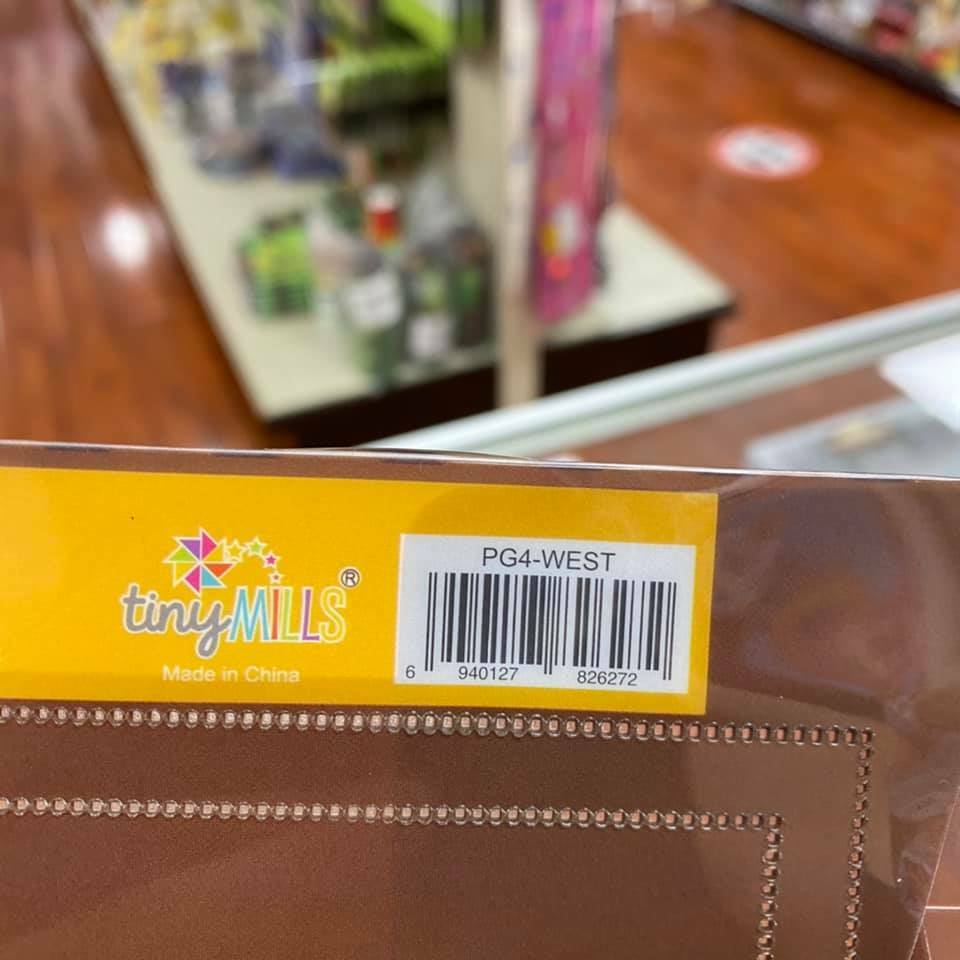 tinyMILLS®
Made in China
PG4-WEST
6 940127 826272